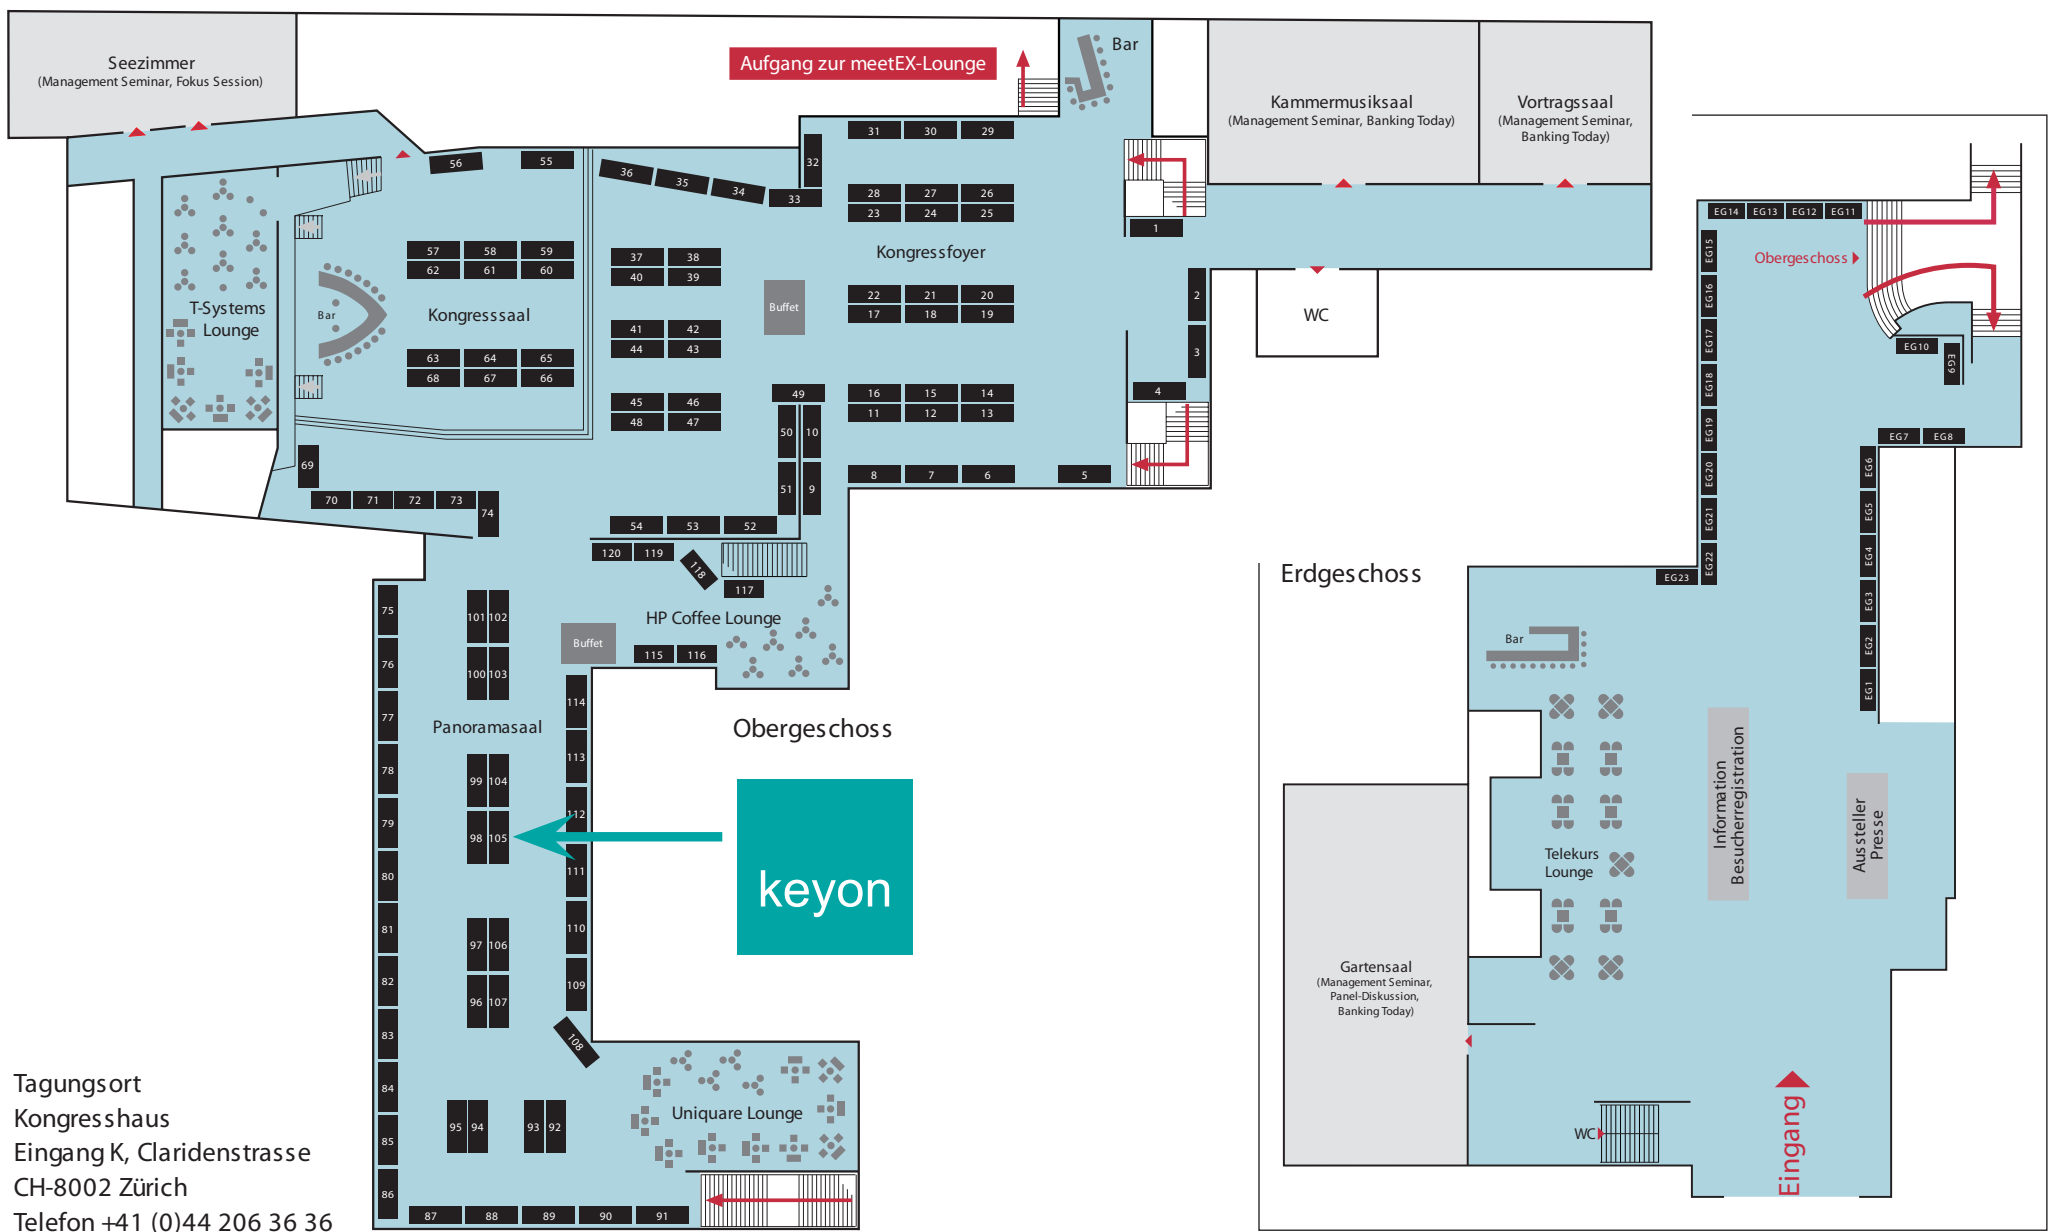 Seezimmer
(Management Seminar, Fokus Session)
Aufgang zur meetEX-Lounge
Bar
Kammermusiksaal
(Management Seminar, Banking Today)
Vortragssaal
(Management Seminar,
Banking Today)
56
55
36
35
34
33
32
31
30
29
28
27
26
23
24
25
1
Kongressfoyer
2
3
4
WC
T-Systems
Lounge
Bar
57
58
59
62
61
60
Kongresssaal
63
64
65
68
67
66
37
38
40
39
41
42
44
43
45
46
48
47
Buffet
22
21
20
17
18
19
16
15
14
11
12
13
49
50
10
51
9
8
7
6
5
69
70
71
72
73
74
54
53
52
120
119
118
117
HP Coffee Lounge
Buffet
115
116
75
76
77
78
79
80
81
82
83
84
85
86
101
102
100
103
Panoramasaal
99
104
98
105
97
106
96
107
95
94
93
92
114
113
112
111
110
109
108
Uniquare Lounge
87
88
89
90
91
Obergeschoss
keyon
Tagungsort
Kongresshaus
Eingang K, Claridenstrasse
CH-8002 Zürich
Telefon +41 (0)44 206 36 36
Erdgeschoss
EG14
EG13
EG12
EG11
EG15
EG16
EG17
EG18
EG19
EG20
EG21
EG22
EG23
Obergeschoss
EG10
EG9
EG7
EG8
EG6
EG5
EG4
EG3
EG2
EG1
Bar
Telekurs
Lounge
Information
Besucherregistration
Aussteller
Presse
Gartensaal
(Management Seminar,
Panel-Diskussion,
Banking Today)
WC
Eingang